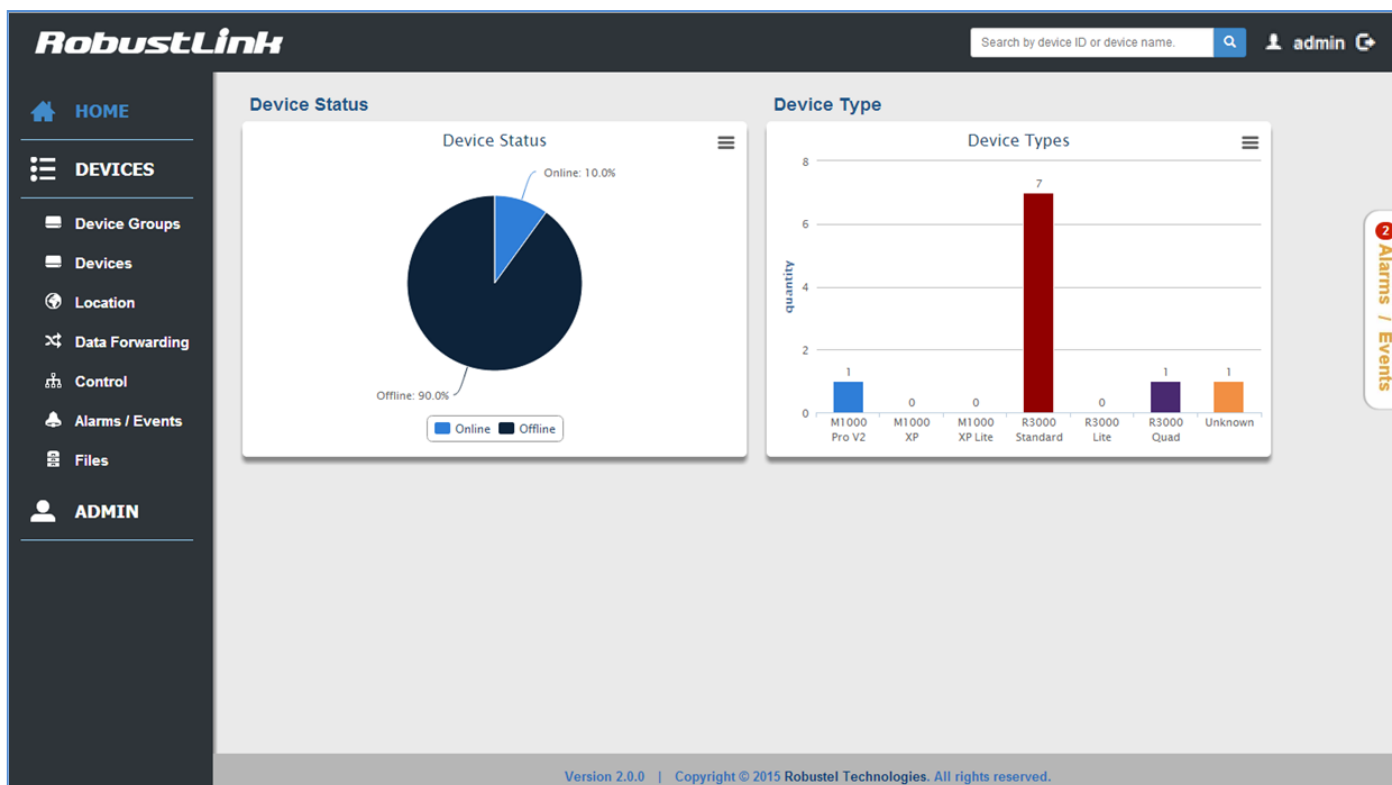 RobustLink
Search by device ID or device name.
admin
HOME
DEVICES
Device Groups
Devices
Location
Data Forwarding
Control
Alarms / Events
Files
ADMIN
Device Status
Device Status
Online: 10.0%
Offline: 90.0%
Online Offline
Device Type
Device Types
quantity
8
6
4
2
0
1
0
0
7
0
1
1
M1000 Pro V2
M1000 XP
M1000 XP Lite
R3000 Standard
R3000 Lite
R3000 Quad
Unknown
2
Alarms / Events
Version 2.0.0 | Copyright © 2015 Robustel Technologies. All rights reserved.